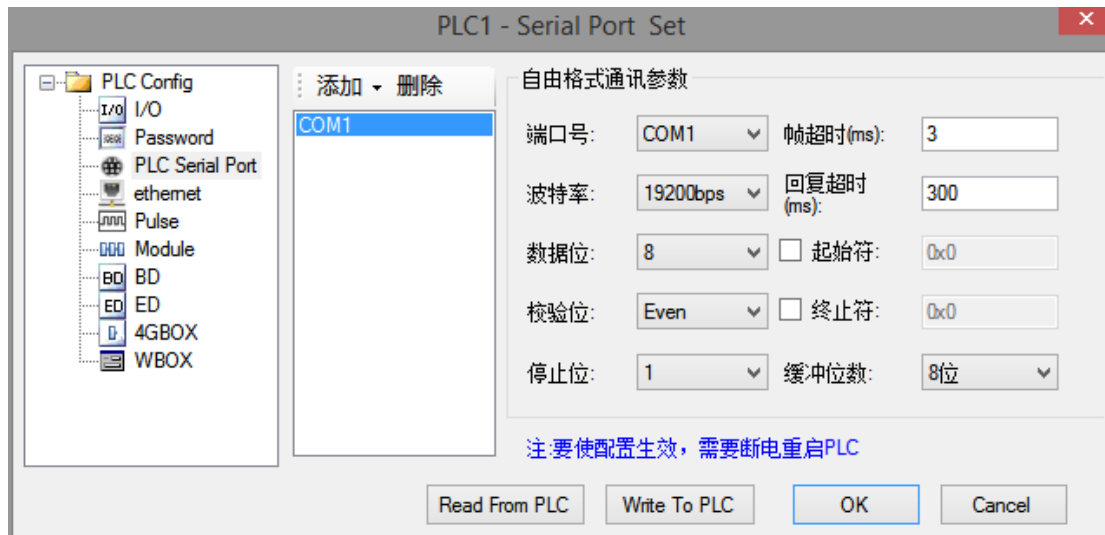 PLC1 - Serial Port Set
PLC Config
I/O
Password
PLC Serial Port
ethernet
Pulse
Module
BD
ED
4GBOX
WBOX
添加 删除
COM1
自由格式通讯参数
端口号: COM1 帧超时(ms): 3
波特率: 19200bps 回复超时(ms): 300
数据位: 8 起始符: 0x0
校验位: Even 终止符: 0x0
停止位: 1 缓冲位数: 8位
注:要使配置生效，需要断电重启PLC
Read From PLC Write To PLC OK Cancel